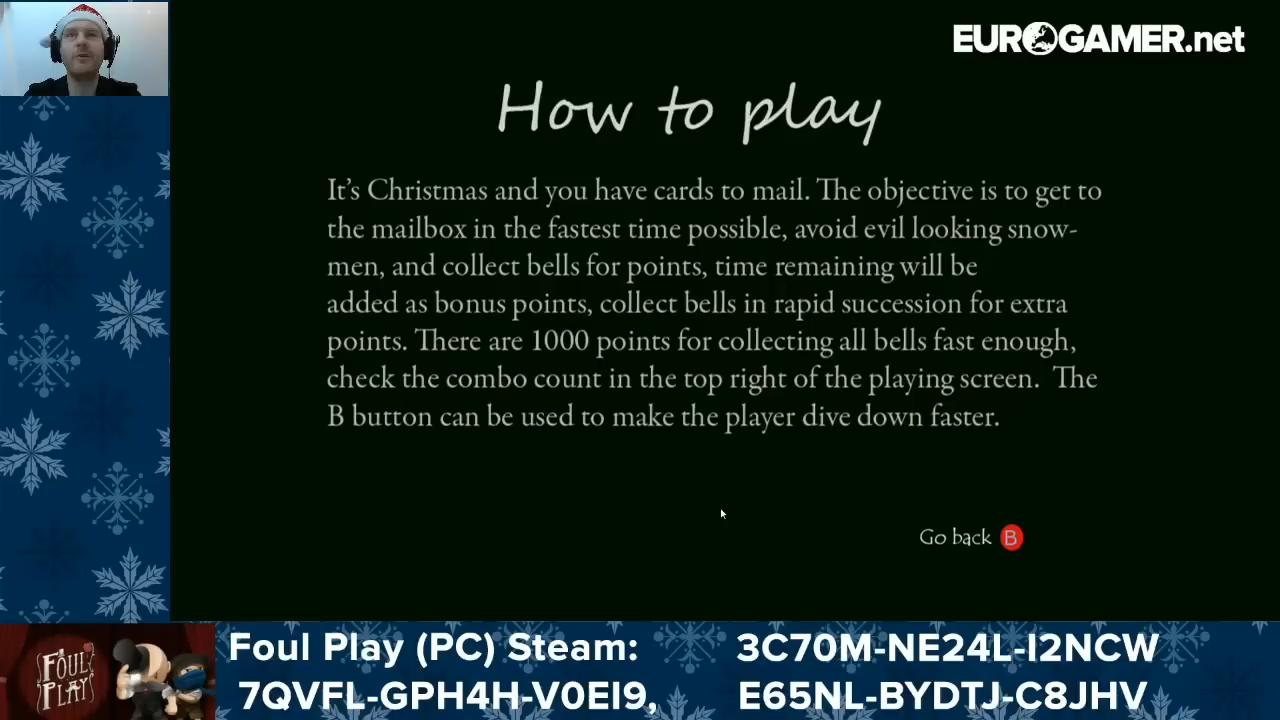 EUROGAMER.net
How to play
It's Christmas and you have cards to mail. The objective is to get to
the mailbox in the fastest time possible, avoid evil looking snow-
men, and collect bells for points, time remaining will be
added as bonus points, collect bells in rapid succession for extra
points. There are 1000 points for collecting all bells fast enough,
check the combo count in the top right of the playing screen.  The
B button can be used to make the player dive down faster.
Go back B
FOUL PLAY
Foul Play (PC) Steam: 3C70M-NE24L-I2NCW
7QVFL-GPH4H-V0EI9, E65NL-BYDTJ-C8JHV